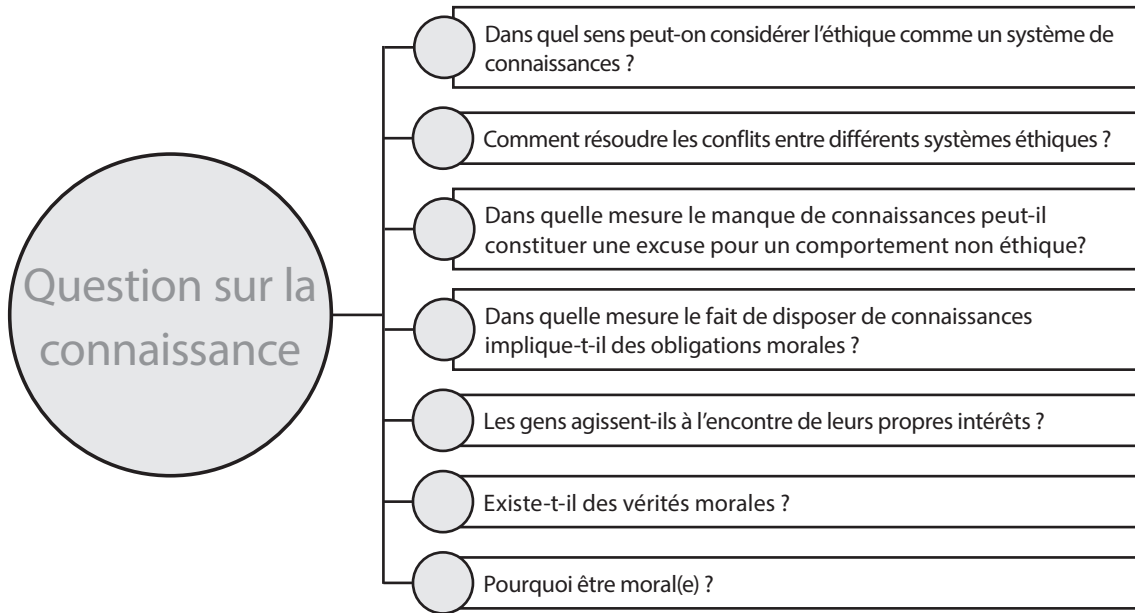 Question sur la
connaissance
Dans quel sens peut-on considérer l’éthique comme un système de
connaissances ?
Comment résoudre les conflits entre différents systèmes éthiques ?
Dans quelle mesure le manque de connaissances peut-il
constituer une excuse pour un comportement non éthique?
Dans quelle mesure le fait de disposer de connaissances
implique-t-il des obligations morales ?
Les gens agissent-ils à l’encontre de leurs propres intérêts ?
Existe-t-il des vérités morales ?
Pourquoi être moral(e) ?